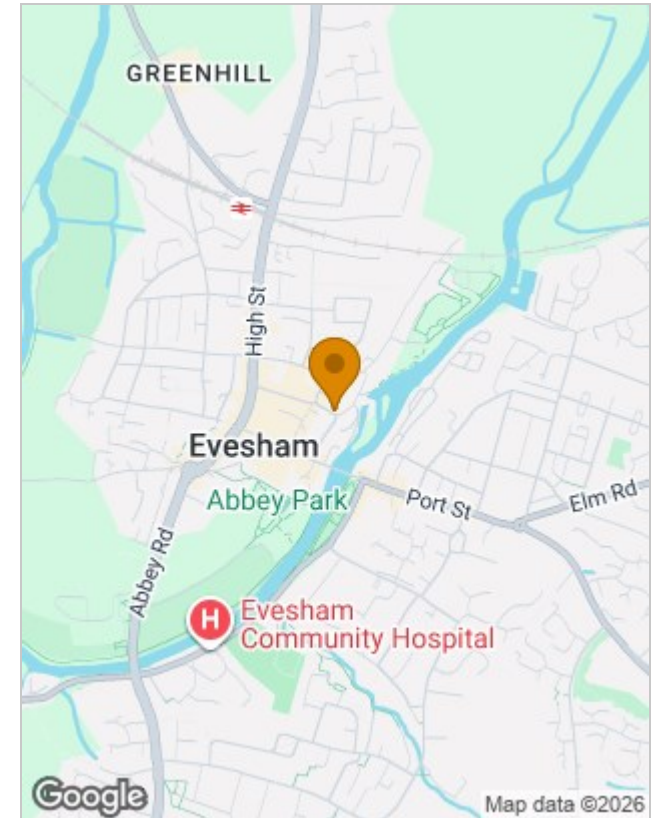 GREENHILL
High St
Evesham
Abbey Park
Port St
Elm Rd
Abbey Rd
H
Evesham
Community Hospital
Google
Map data ©2026